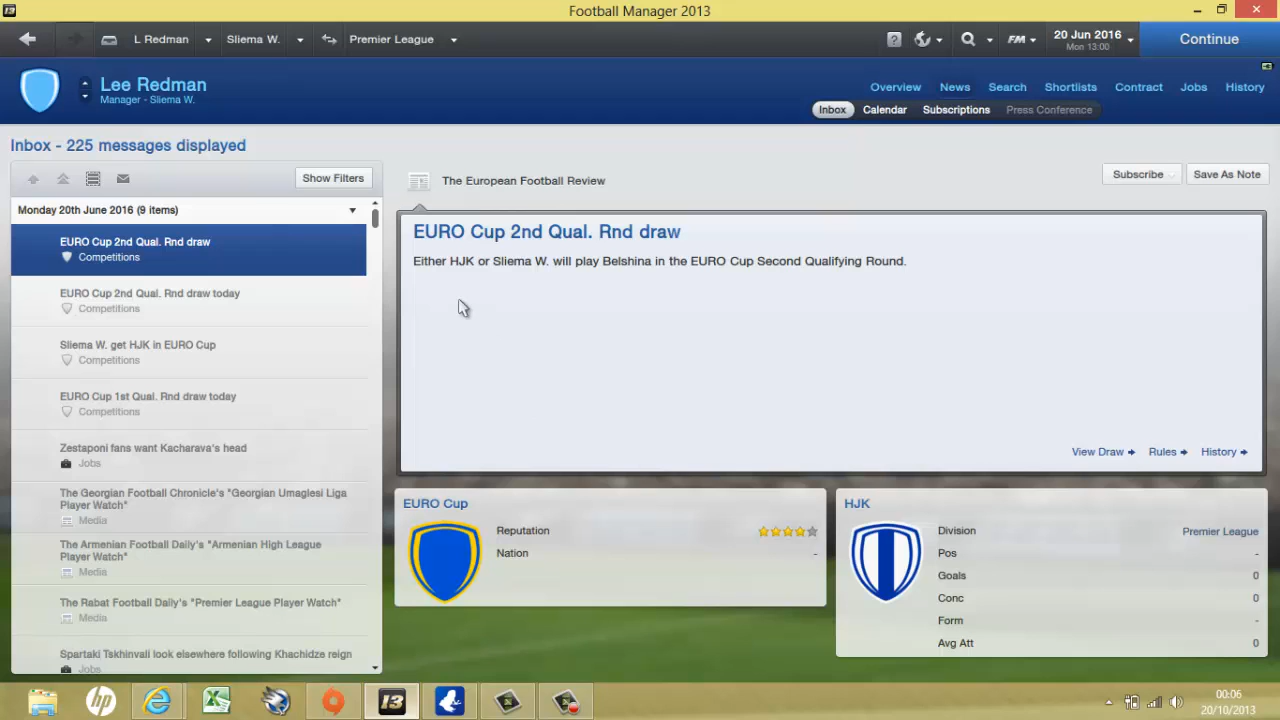 Football Manager 2013
L Redman
Sliema W.
Premier League
FM
20 Jun 2016
Mon 13:00
Continue
Lee Redman
Manager - Sliema W.
Overview
News
Search
Shortlists
Contract
Jobs
History
Inbox
Calendar
Subscriptions
Press Conference
Inbox - 225 messages displayed
Show Filters
Monday 20th June 2016 (9 items)
EURO Cup 2nd Qual. Rnd draw
Competitions
EURO Cup 2nd Qual. Rnd draw today
Competitions
Sliema W. get HJK in EURO Cup
Competitions
EURO Cup 1st Qual. Rnd draw today
Competitions
Zestaponi fans want Kacharava's head
Jobs
The Georgian Football Chronicle's "Georgian Umaglesi Liga
Player Watch"
Media
The Armenian Football Daily's "Armenian High League
Player Watch"
Media
The Rabat Football Daily's "Premier League Player Watch"
Media
Spartaki Tskhinvali look elsewhere following Khachidze reign
Jobs
The European Football Review
Subscribe
Save As Note
EURO Cup 2nd Qual. Rnd draw
Either HJK or Sliema W. will play Belshina in the EURO Cup Second Qualifying Round.
View Draw
Rules
History
EURO Cup
Reputation
Nation -
HJK
Division Premier League
Pos -
Goals 0
Conc 0
Form -
Avg Att 0
13
00:06
20/10/2013